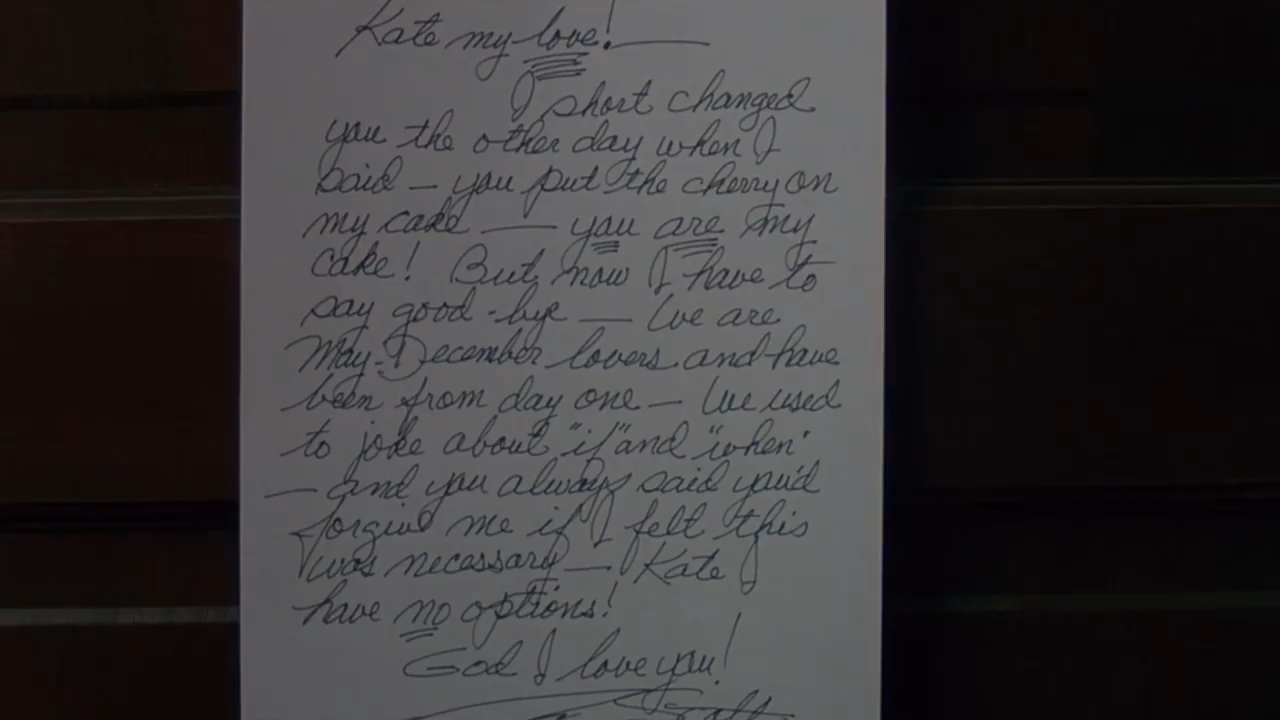 Kate my love! —
I short changed
you the other day when I
said — you put the cherry on
my cake — you are my
cake! But now I have to
say good-bye — We are
May-December lovers and have
been from day one — We used
to joke about "if" and "when"
— and you always said you'd
forgive me if I felt this
was necessary — Kate I
have no options!
God I love you!